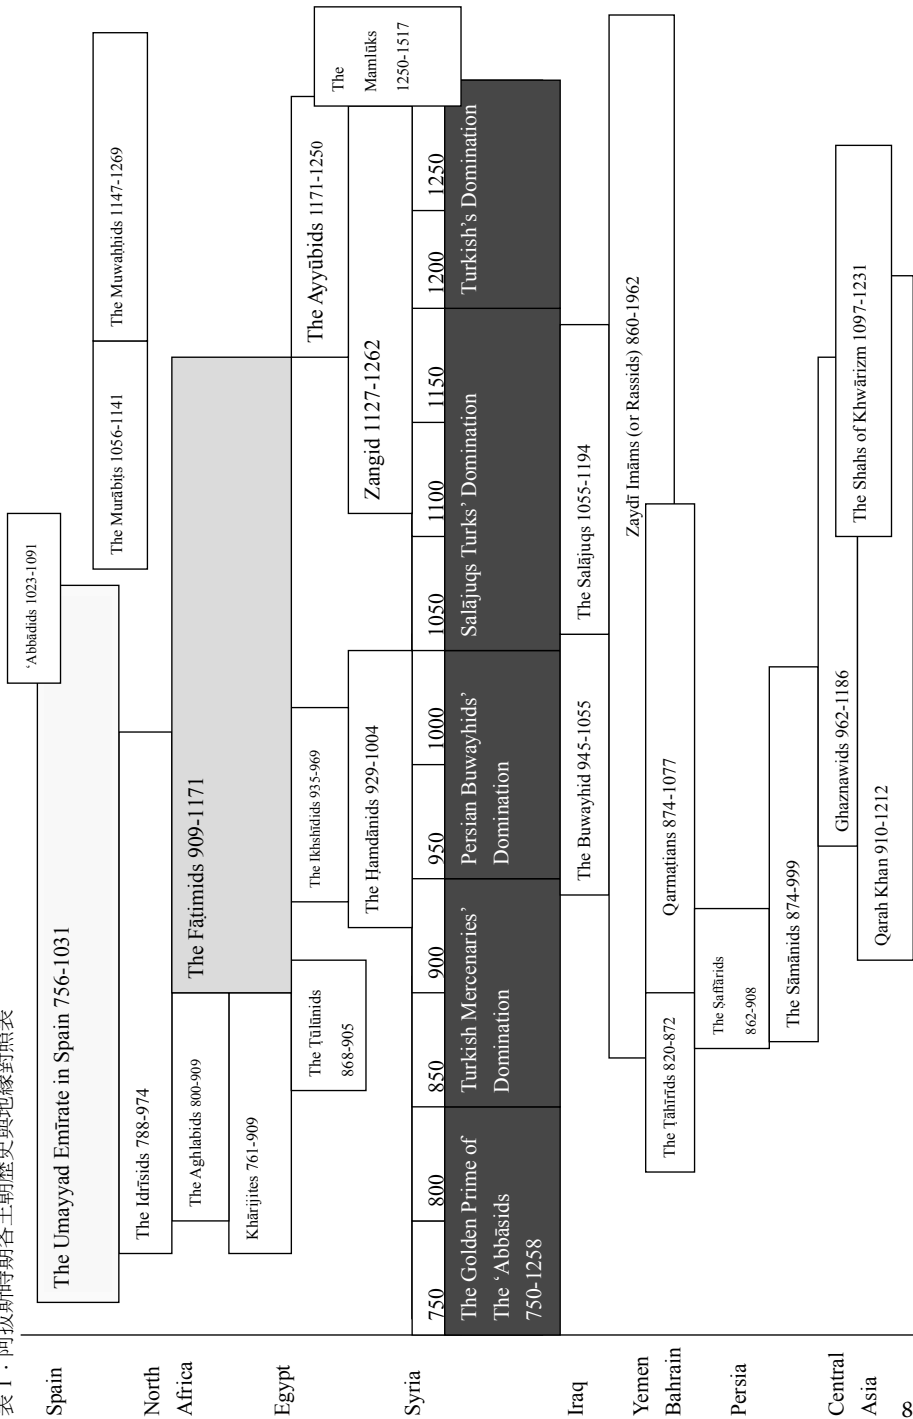 表 1：阿拔斯時期各王朝歷史與地緣對照表
Spain
‘Abbādids 1023-1091
The Umayyad Emīrate in Spain 756-1031
The Murābiṭs 1056-1141
The Muwaḥḥids 1147-1269
North
Africa
The Idrīsids 788-974
The Aghlabids 800-909
The Fāṭimids 909-1171
Khārijites 761-909
Egypt
The Ṭūlūnids
868-905
The Ikhshīdids 935-969
The Ayyūbids 1171-1250
The
Mamlūks
1250-1517
Syria
The Ḥamdānids 929-1004
Zangid 1127-1262
750
800
850
900
950
1000
1050
1100
1150
1200
1250
The Golden Prime of
The ‘Abbāsids
750-1258
Turkish Mercenaries’
Domination
Persian Buwayhids’
Domination
Salājuqs Turks’ Domination
Turkish's Domination
Iraq
The Buwayhid 945-1055
The Salājuqs 1055-1194
Yemen
Zaydī Imāms (or Rassids) 860-1962
Bahrain
The Ṭāhīrīds 820-872
Qarmaṭians 874-1077
Persia
The Ṣaffārids
862-908
The Sāmānids 874-999
Central
Asia
Ghaznawids 962-1186
The Shahs of Khwārizm 1097-1231
Qarah Khan 910-1212
8